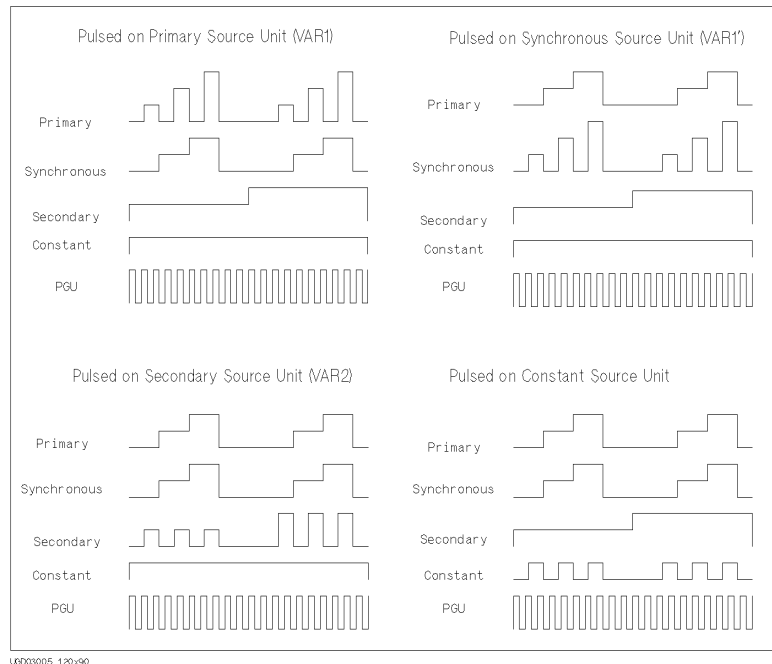 Pulsed on Primary Source Unit (VAR1)
Primary
Synchronous
Secondary
Constant
PGU
Pulsed on Synchronous Source Unit (VAR1')
Primary
Synchronous
Secondary
Constant
PGU
Pulsed on Secondary Source Unit (VAR2)
Primary
Synchronous
Secondary
Constant
PGU
Pulsed on Constant Source Unit
Primary
Synchronous
Secondary
Constant
PGU
UGD03005 120x90